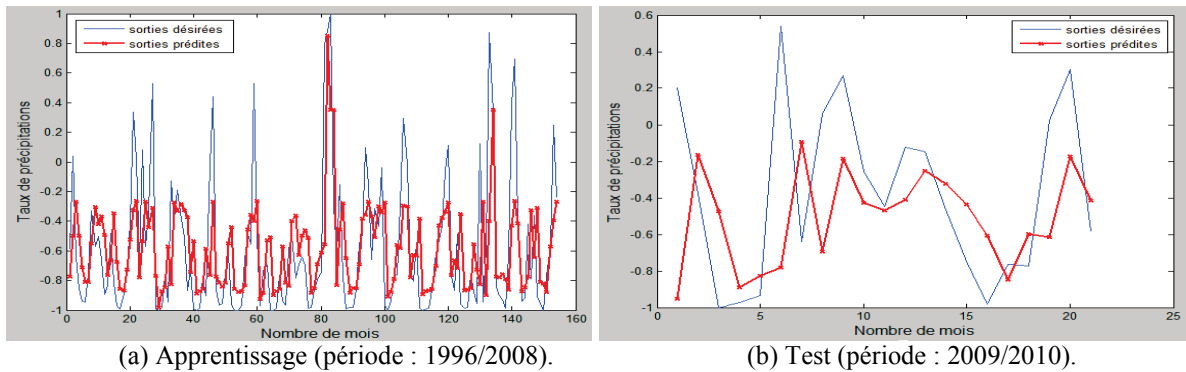 sorties désirées
sorties prédites
Taux de précipitations
1
0.8
0.6
0.4
0.2
0
-0.2
-0.4
-0.6
-0.8
-1
0 20 40 60 80 100 120 140 160
Nombre de mois
(a) Apprentissage (période : 1996/2008).
sorties désirées
sorties prédites
Taux de précipitations
0.6
0.4
0.2
0
-0.2
-0.4
-0.6
-0.8
-1
0 5 10 15 20 25
Nombre de mois
(b) Test (période : 2009/2010).